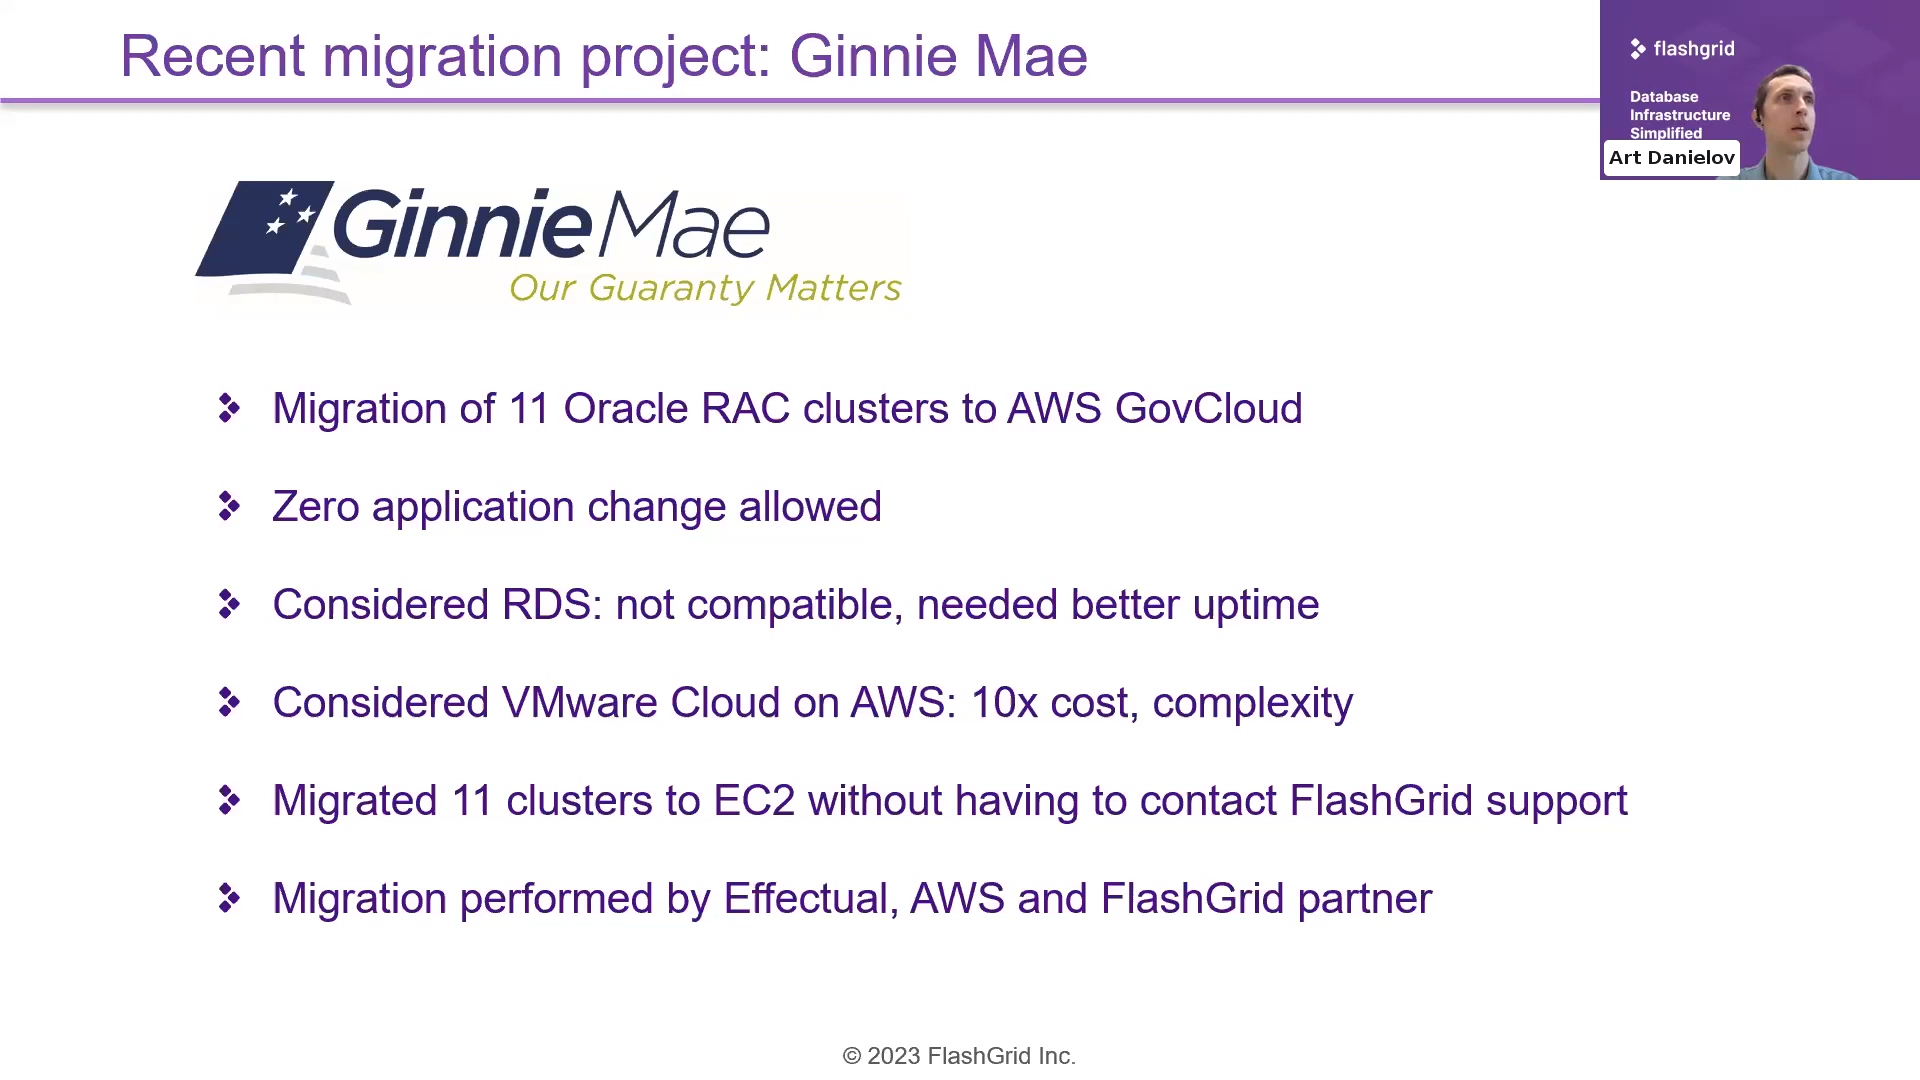 Recent migration project: Ginnie Mae
flashgrid
Database
Infrastructure
Simplified
Art Danielov
GinnieMae
Our Guaranty Matters
Migration of 11 Oracle RAC clusters to AWS GovCloud
Zero application change allowed
Considered RDS: not compatible, needed better uptime
Considered VMware Cloud on AWS: 10x cost, complexity
Migrated 11 clusters to EC2 without having to contact FlashGrid support
Migration performed by Effectual, AWS and FlashGrid partner
© 2023 FlashGrid Inc.